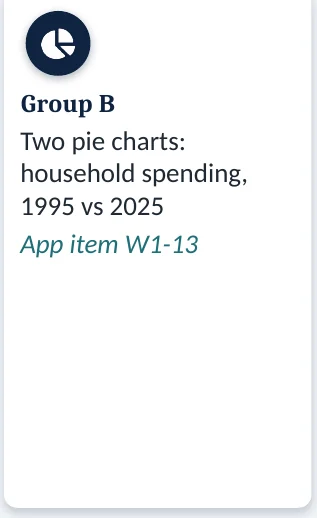 Group B
Two pie charts:
household spending,
1995 vs 2025
App item W1-13